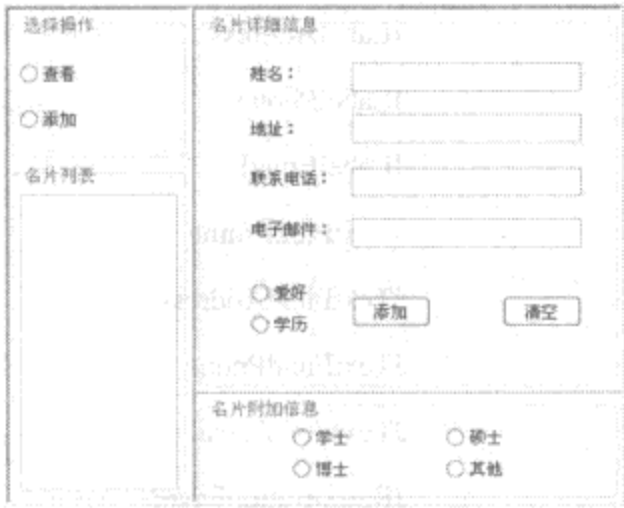 选择操作
查看
添加
名片列表
名片详细信息
姓名：
地址：
联系电话：
电子邮件：
爱好
学历
添加
清空
名片附加信息
学士
硕士
博士
其他